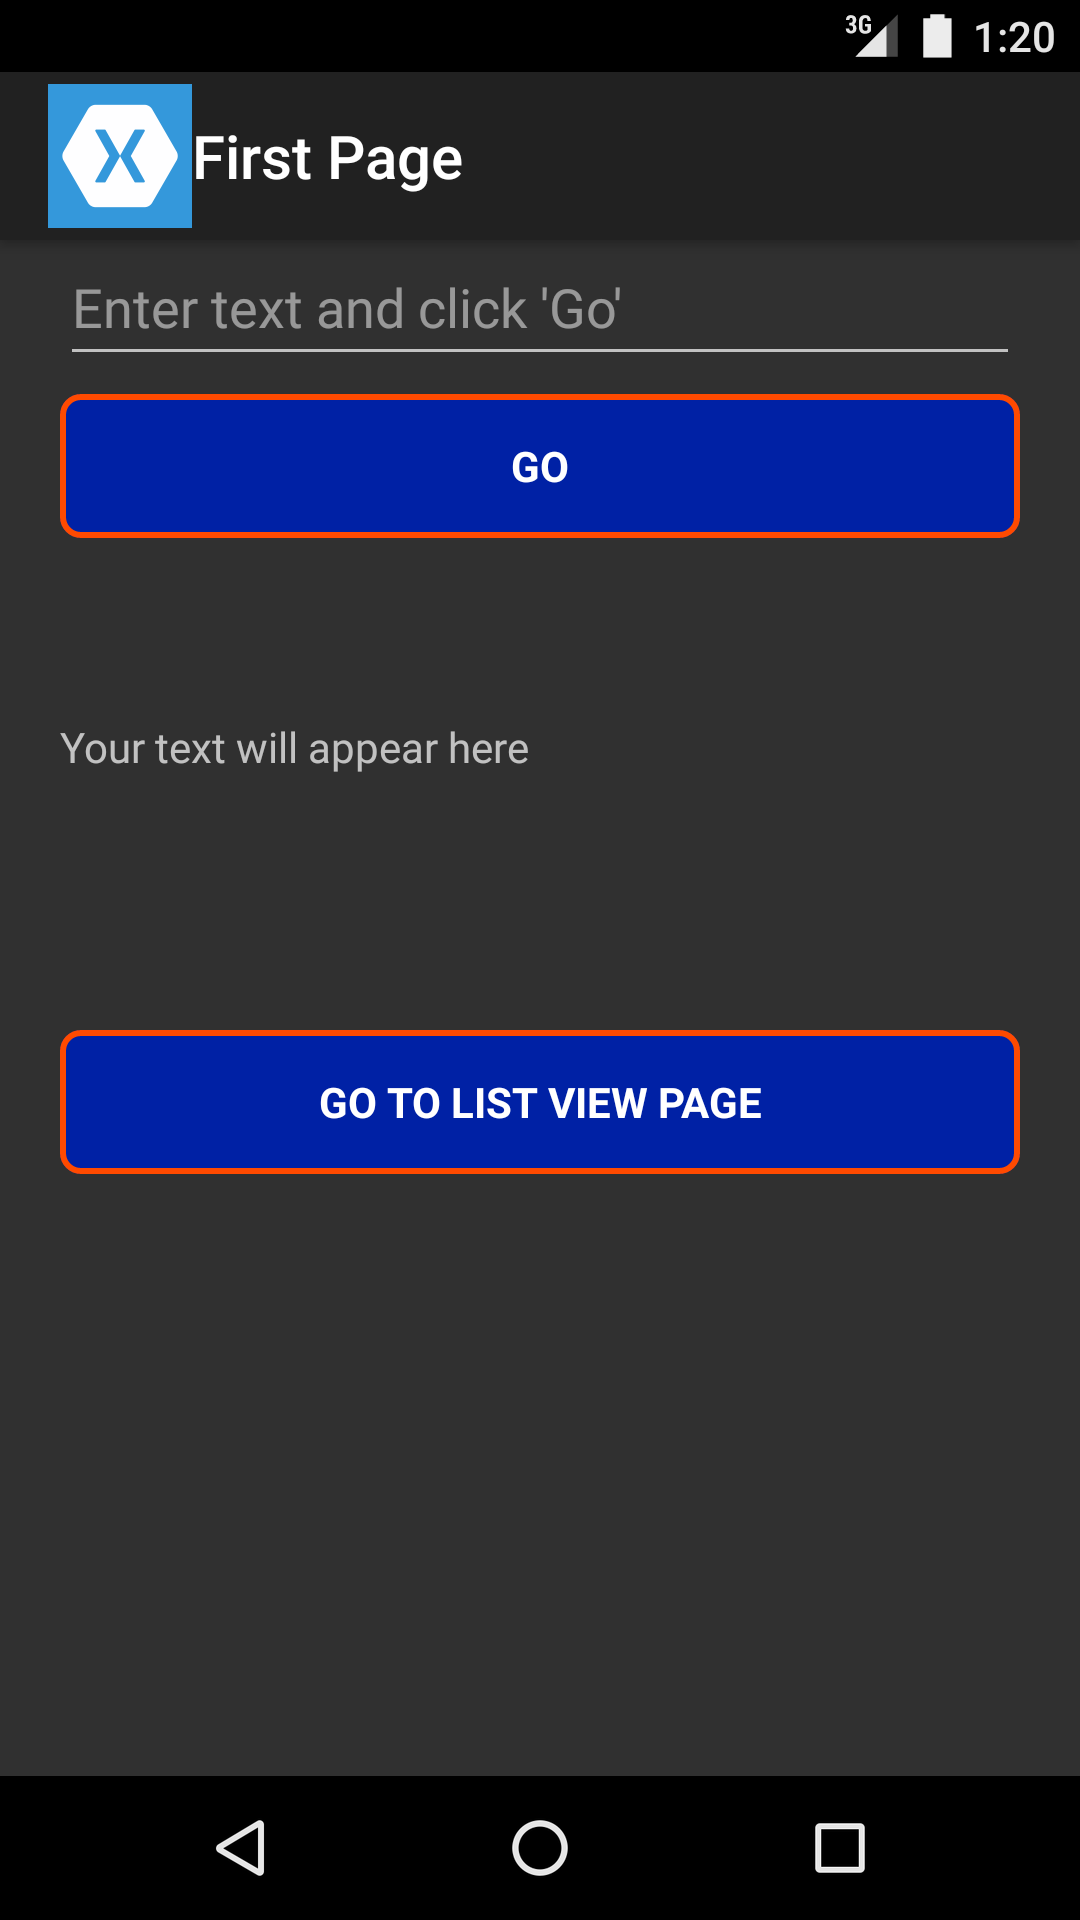 3G 1:20
First Page
Enter text and click 'Go'
GO
Your text will appear here
GO TO LIST VIEW PAGE